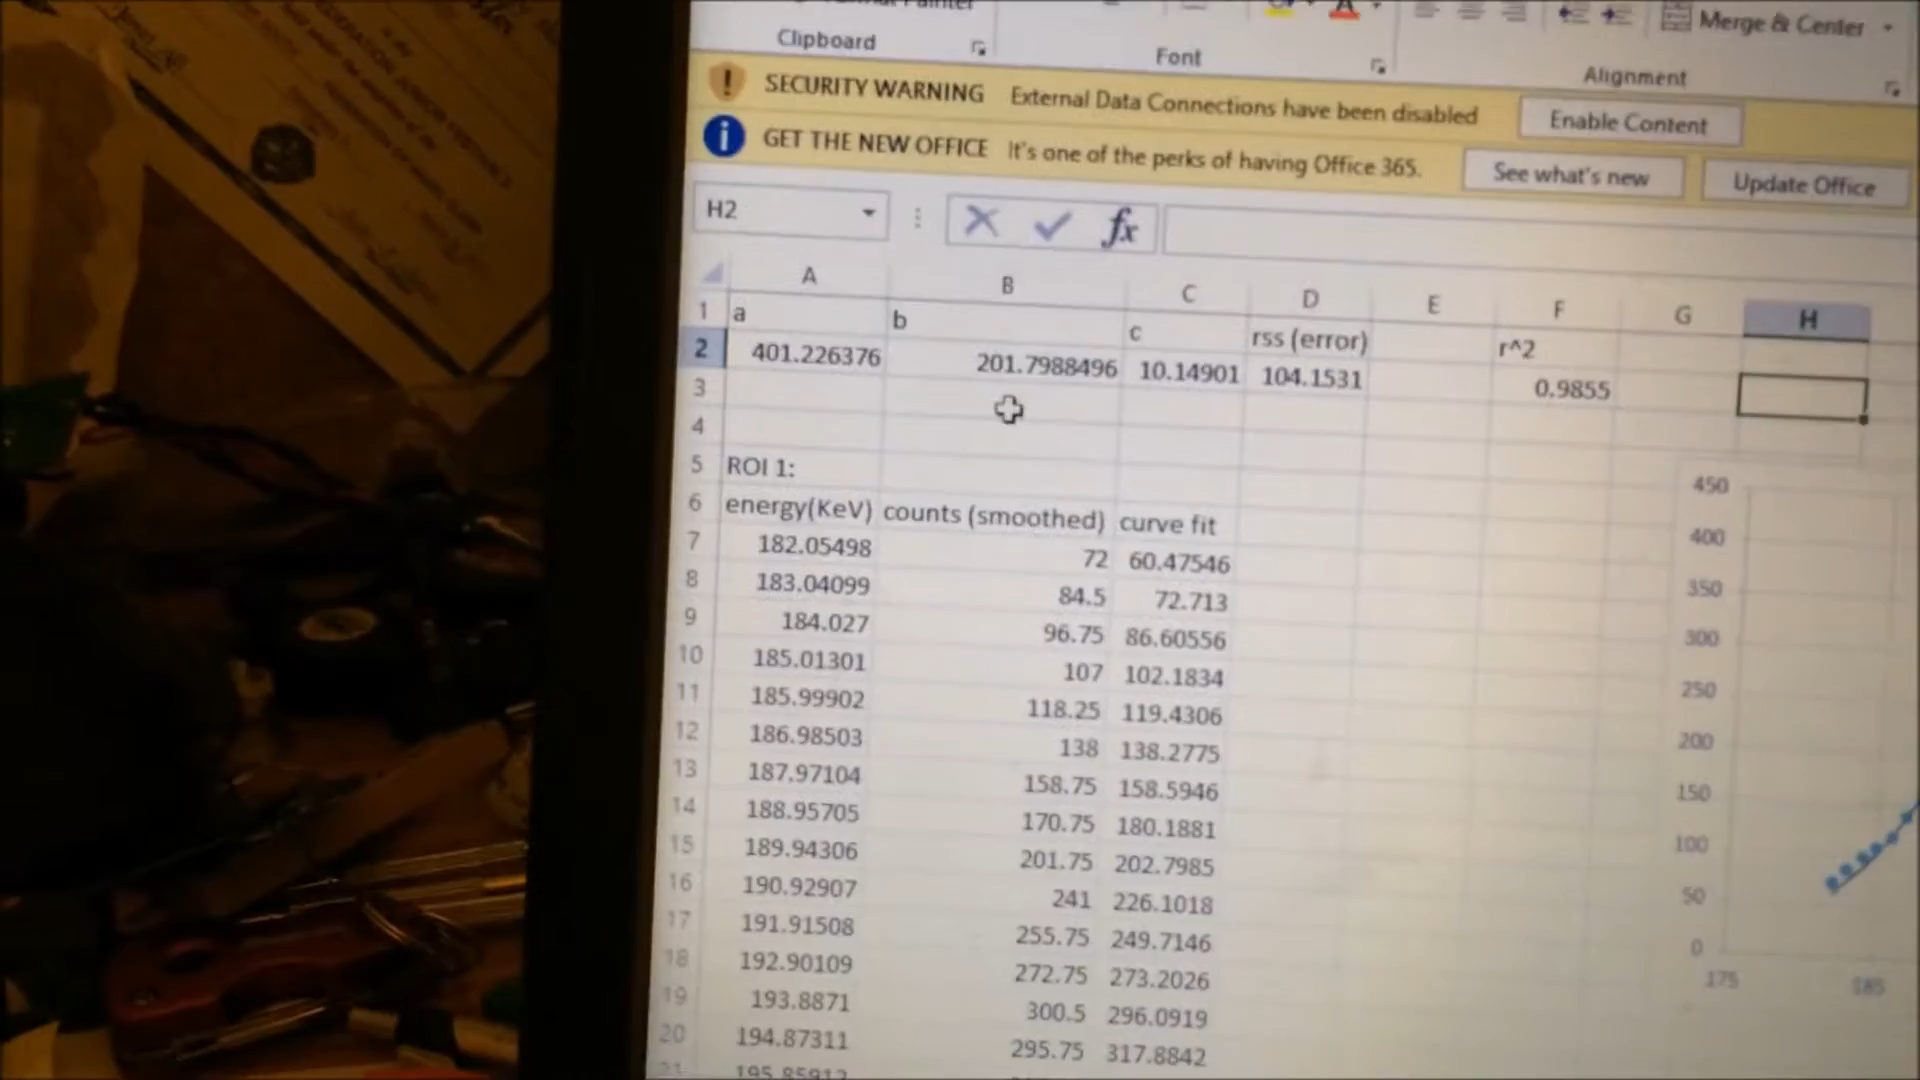 Clipboard
Font
Merge & Center
Alignment
SECURITY WARNING External Data Connections have been disabled Enable Content
GET THE NEW OFFICE It's one of the perks of having Office 365. See what's new Update Office
H2 fx
A B C D E F G H
1 a b c rss (error) r^2
2 401.226376 201.7988496 10.14901 104.1531 0.9855
3
4
5 ROI 1:
6 energy(KeV) counts (smoothed) curve fit
7 182.05498 72 60.47546
8 183.04099 84.5 72.713
9 184.027 96.75 86.60556
10 185.01301 107 102.1834
11 185.99902 118.25 119.4306
12 186.98503 138 138.2775
13 187.97104 158.75 158.5946
14 188.95705 170.75 180.1881
15 189.94306 201.75 202.7985
16 190.92907 241 226.1018
17 191.91508 255.75 249.7146
18 192.90109 272.75 273.2026
19 193.8871 300.5 296.0919
20 194.87311 295.75 317.8842
450
400
350
300
250
200
150
100
50
0
175 185